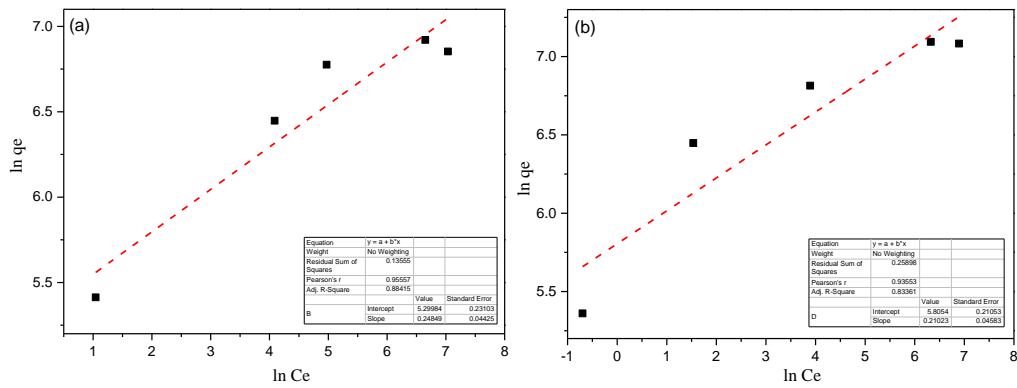 (a)
7.0
6.5
6.0
5.5
ln qe
1 2 3 4 5 6 7 8
ln Ce
Equation y = a + b*x
Weight No Weighting
Residual Sum of Squares 0.13555
Pearson's r 0.95557
Adj. R-Square 0.88415
Value Standard Error
B Intercept 5.29984 0.23103
Slope 0.24849 0.04425
(b)
7.5
7.0
6.5
6.0
5.5
5.0
ln qe
-1 0 1 2 3 4 5 6 7 8
ln Ce
Equation y = a + b*x
Weight No Weighting
Residual Sum of Squares 0.25898
Pearson's r 0.93553
Adj. R-Square 0.83361
Value Standard Error
D Intercept 5.8054 0.21053
Slope 0.21023 0.04583